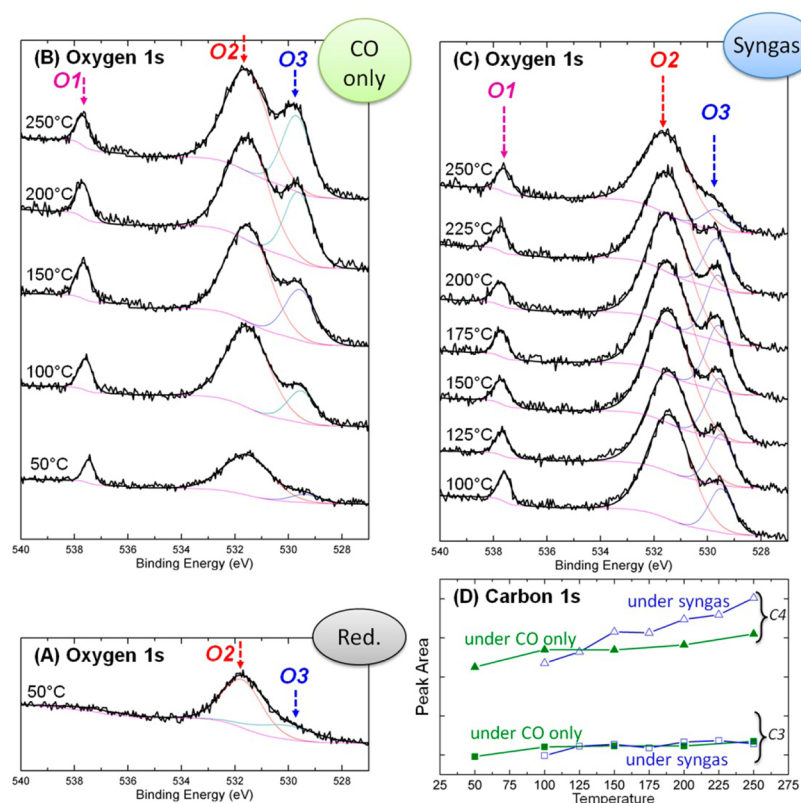 (B) Oxygen 1s
CO
only
O1
O2
O3
250°C
200°C
150°C
100°C
50°C
540
538
536
534
532
530
528
Binding Energy (eV)
(C) Oxygen 1s
Syngas
O1
O2
O3
250°C
225°C
200°C
175°C
150°C
125°C
100°C
540
538
536
534
532
530
528
Binding Energy (eV)
(A) Oxygen 1s
Red.
O2
O3
50°C
540
538
536
534
532
530
528
Binding Energy (eV)
(D) Carbon 1s
under syngas
C4
under CO only
under CO only
C3
under syngas
Peak Area
25
50
75
100
125
150
175
200
225
250
275
Temperature